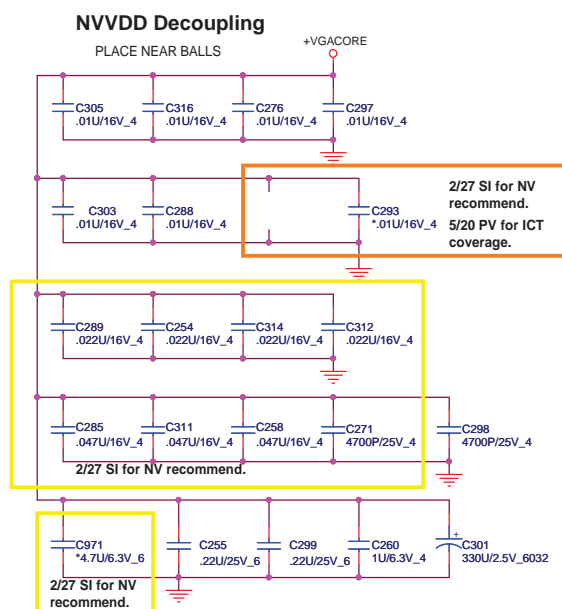 NVVDD Decoupling
PLACE NEAR BALLS
+VGACORE
C305 C316 C276 C297
.01U/16V_4 .01U/16V_4 .01U/16V_4 .01U/16V_4
2/27 SI for NV
recommend.
5/20 PV for ICT
coverage.
C303 C288 C293
.01U/16V_4 .01U/16V_4 *.01U/16V_4
C289 C254 C314 C312
.022U/16V_4 .022U/16V_4 .022U/16V_4 .022U/16V_4
C285 C311 C258 C271 C298
.047U/16V_4 .047U/16V_4 .047U/16V_4 4700P/25V_4 4700P/25V_4
2/27 SI for NV recommend.
+
C971 C255 C299 C260 C301
*4.7U/6.3V_6 .22U/25V_6 .22U/25V_6 1U/6.3V_4 330U/2.5V_6032
2/27 SI for NV
recommend.